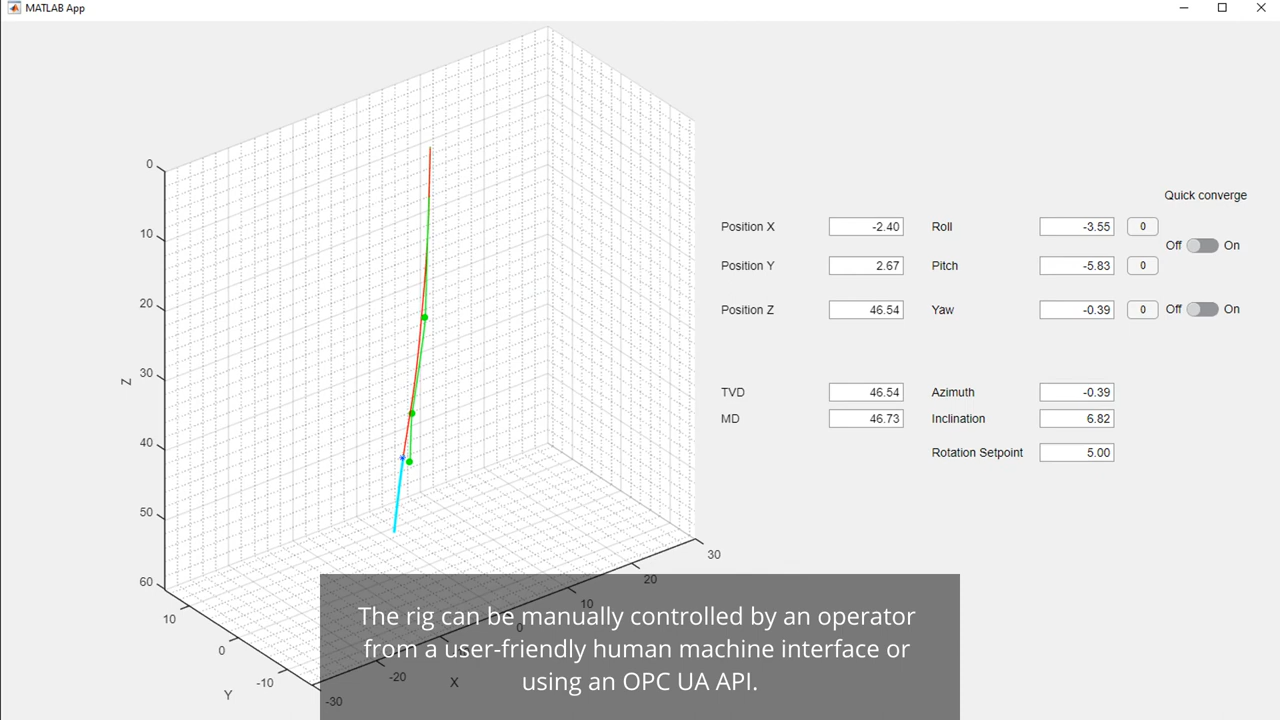 MATLAB App
Quick converge
Position X -2.40 Roll -3.55 0
Off On
Position Y 2.67 Pitch -5.83 0
Position Z 46.54 Yaw -0.39 0 Off On
TVD 46.54 Azimuth -0.39
MD 46.73 Inclination 6.82
Rotation Setpoint 5.00
0
10
20
30
40
50
60
Z
10
0
-10
Y
-30
-20
X
0
10
20
30
The rig can be manually controlled by an operator
from a user-friendly human machine interface or
using an OPC UA API.